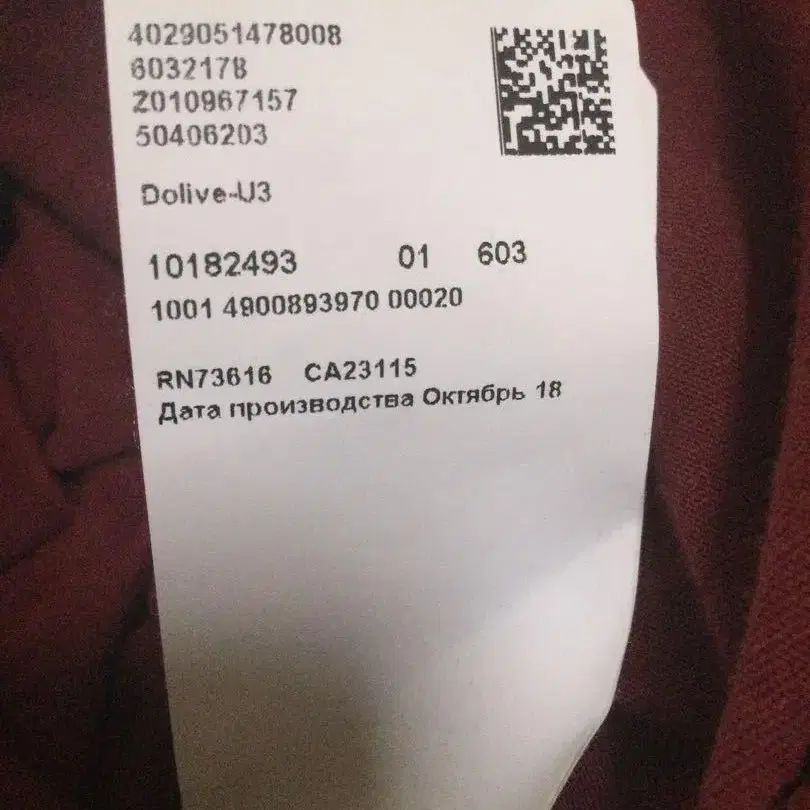 4029051478008
6032178
Z010967157
50406203
Dolive-U3
10182493 01 603
1001 4900893970 00020
RN73616 CA23115
Дата производства Октябрь 18